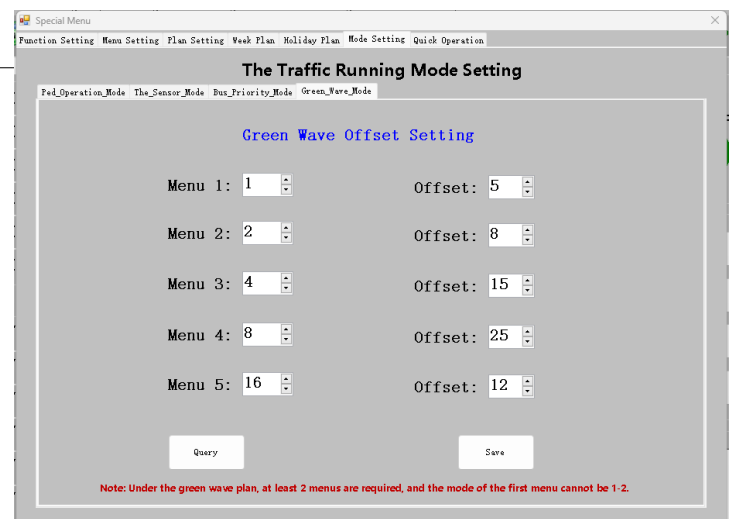 Special Menu
Function Setting Menu Setting Plan Setting Week Plan Holiday Plan Mode Setting Quick Operation
The Traffic Running Mode Setting
Ped_Operation_Mode The_Sensor_Mode Bus_Priority_Mode Green_Wave_Mode
Green Wave Offset Setting
Menu 1: 1 Offset: 5
Menu 2: 2 Offset: 8
Menu 3: 4 Offset: 15
Menu 4: 8 Offset: 25
Menu 5: 16 Offset: 12
Query Save
Note: Under the green wave plan, at least 2 menus are required, and the mode of the first menu cannot be 1-2.